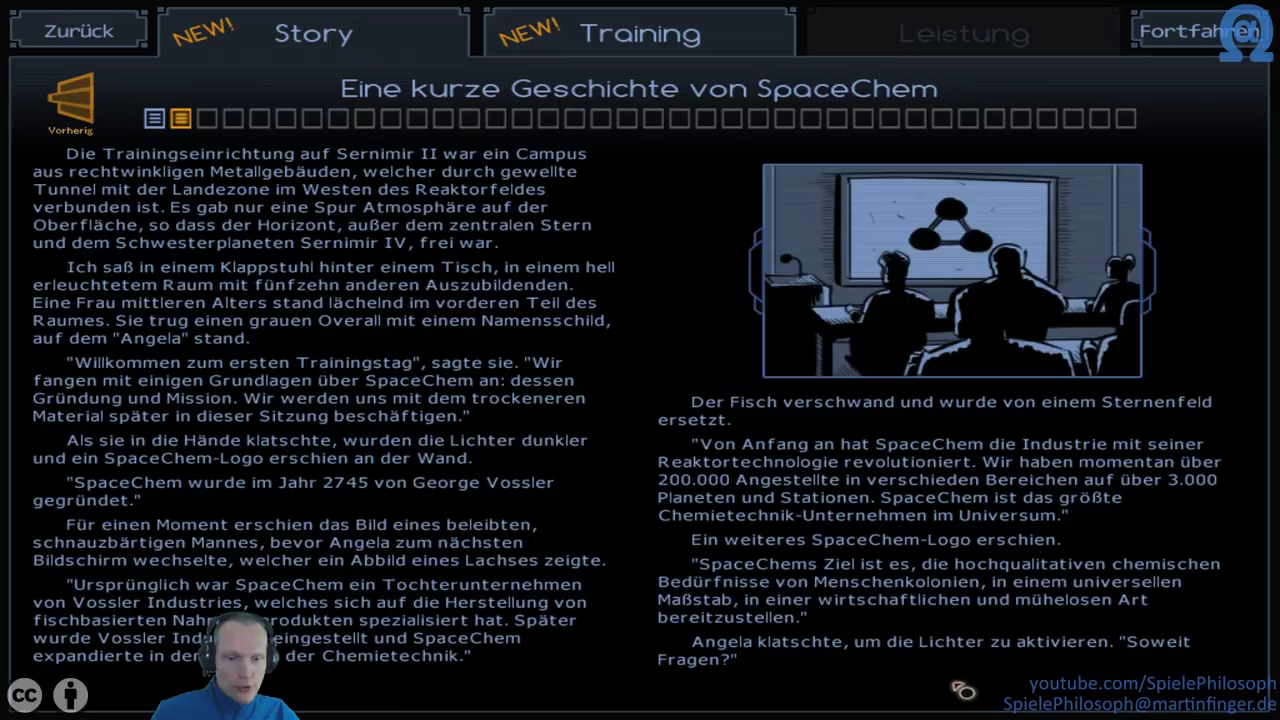 Zurück
NEW!
Story
NEW!
Training
Leistung
Fortfahren
Eine kurze Geschichte von SpaceChem
Vorherig
Die Trainingseinrichtung auf Sernimir II war ein Campus
aus rechtwinkligen Metallgebäuden, welcher durch gewellte
Tunnel mit der Landezone im Westen des Reaktorfeldes
verbunden ist. Es gab nur eine Spur Atmosphäre auf der
Oberfläche, so dass der Horizont, außer dem zentralen Stern
und dem Schwesterplaneten Sernimir IV, frei war.
Ich saß in einem Klappstuhl hinter einem Tisch, in einem hell
erleuchtetem Raum mit fünfzehn anderen Auszubildenden.
Eine Frau mittleren Alters stand lächelnd im vorderen Teil des
Raumes. Sie trug einen grauen Overall mit einem Namensschild,
auf dem "Angela" stand.
"Willkommen zum ersten Trainingstag", sagte sie. "Wir
fangen mit einigen Grundlagen über SpaceChem an: dessen
Gründung und Mission. Wir werden uns mit dem trockeneren
Material später in dieser Sitzung beschäftigen."
Als sie in die Hände klatschte, wurden die Lichter dunkler
und ein SpaceChem-Logo erschien an der Wand.
"SpaceChem wurde im Jahr 2745 von George Vossler
gegründet."
Für einen Moment erschien das Bild eines beleibten,
schnauzbärtigen Mannes, bevor Angela zum nächsten
Bildschirm wechselte, welcher ein Abbild eines Lachses zeigte.
"Ursprünglich war SpaceChem ein Tochterunternehmen
von Vossler Industries, welches sich auf die Herstellung von
fischbasierten produkten spezialisiert hat. Später
wurde Vossler eingestellt und SpaceChem
expandierte in der Chemietechnik."
Der Fisch verschwand und wurde von einem Sternenfeld
ersetzt.
"Von Anfang an hat SpaceChem die Industrie mit seiner
Reaktortechnologie revolutioniert. Wir haben momentan über
200.000 Angestellte in verschieden Bereichen auf über 3.000
Planeten und Stationen. SpaceChem ist das größte
Chemietechnik-Unternehmen im Universum."
Ein weiteres SpaceChem-Logo erschien.
"SpaceChems Ziel ist es, die hochqualitativen chemischen
Bedürfnisse von Menschenkolonien, in einem universellen
Maßstab, in einer wirtschaftlichen und mühelosen Art
bereitzustellen."
Angela klatschte, um die Lichter zu aktivieren. "Soweit
Fragen?"
cc
youtube.com/SpielePhilosoph
SpielePhilosoph@martinfinger.de